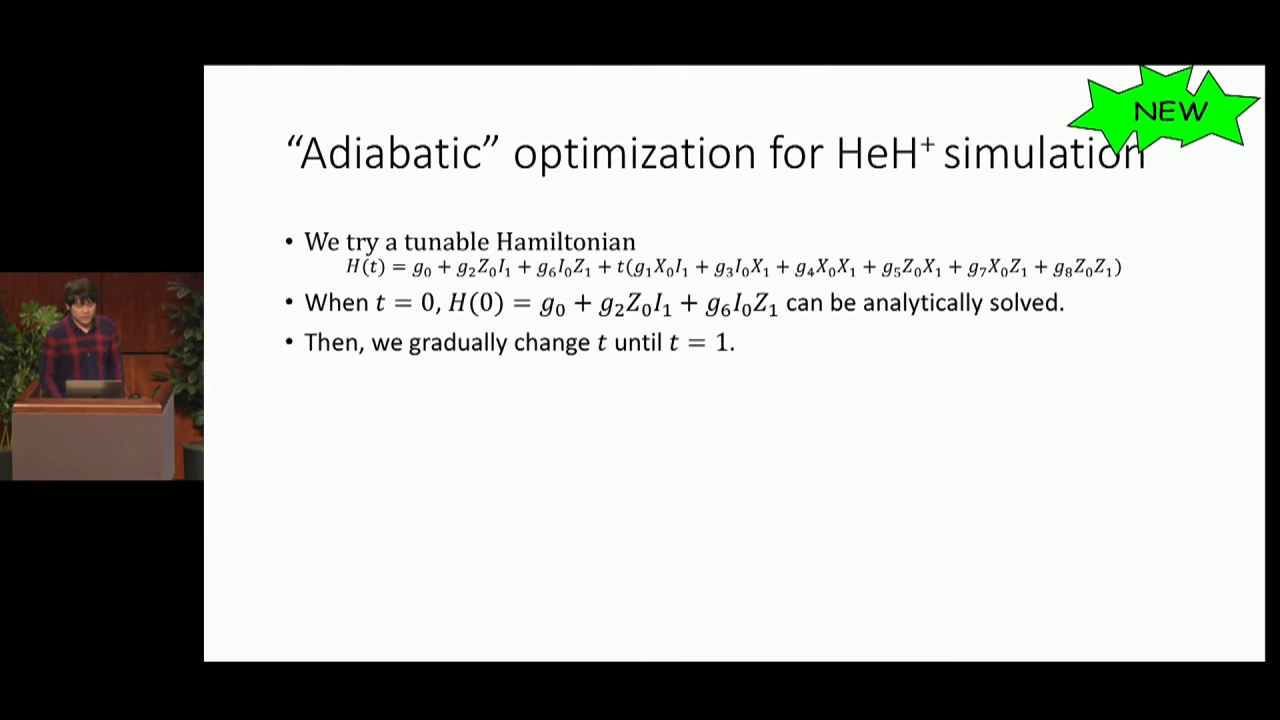 NEW
“Adiabatic” optimization for HeH⁺ simulation
• We try a tunable Hamiltonian
H(t) = g₀ + g₂Z₀I₁ + g₆I₀Z₁ + t(g₁X₀I₁ + g₃I₀X₁ + g₄X₀X₁ + g₅Z₀X₁ + g₇X₀Z₁ + g₈Z₀Z₁)
• When t = 0, H(0) = g₀ + g₂Z₀I₁ + g₆I₀Z₁ can be analytically solved.
• Then, we gradually change t until t = 1.